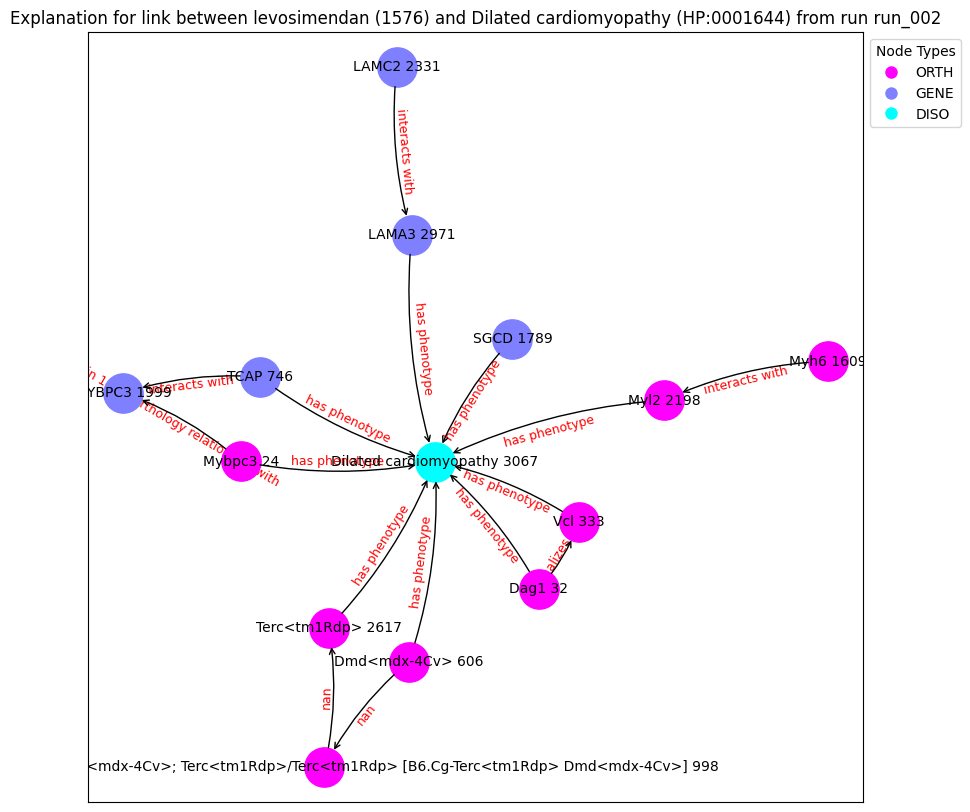 Explanation for link between levosimendan (1576) and Dilated cardiomyopathy (HP:0001644) from run run_002
Node Types
ORTH
GENE
DISO
LAMC2 2331
interacts with
LAMA3 2971
has phenotype
SGCD 1789
has phenotype
Myh6 1609
interacts with
Myl2 2198
has phenotype
in 1
YBPC3 1999
interacts with
TCAP 746
has phenotype
with
Mybpc3 24
has phenotype
Dilated cardiomyopathy 3067
has phenotype
Vcl 333
alizes
has phenotype
Dag1 32
has phenotype
has phenotype
Terc<tm1Rdp> 2617
Dmd<mdx-4Cv> 606
nan
nan
<mdx-4Cv>; Terc<tm1Rdp>/Terc<tm1Rdp> [B6.Cg-Terc<tm1Rdp> Dmd<mdx-4Cv>] 998